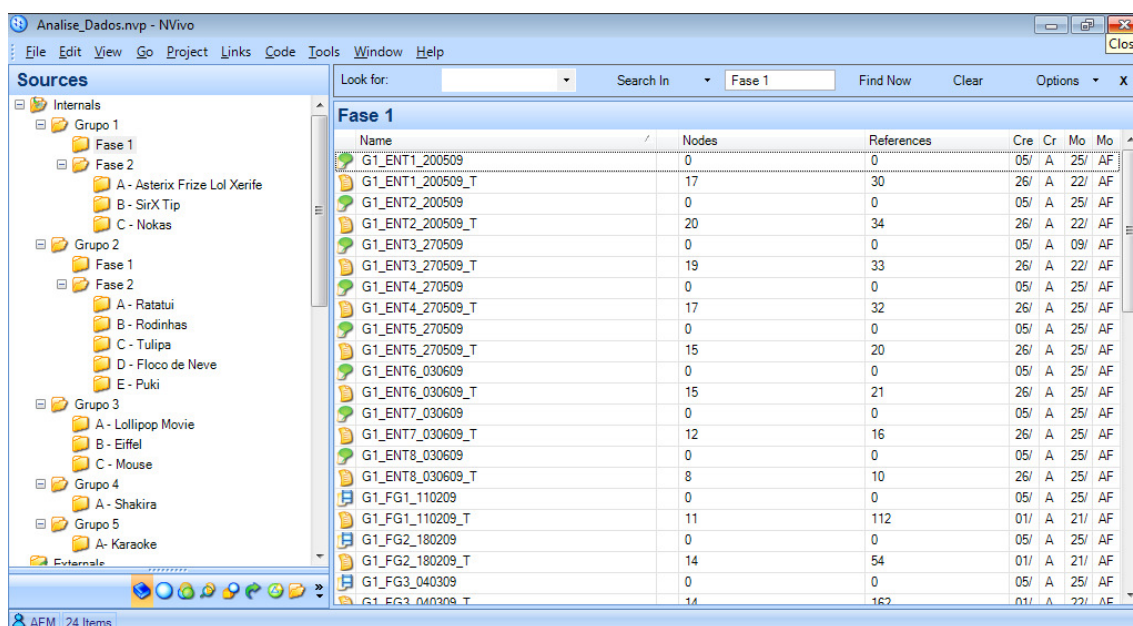 Analise_Dados.nvp - NVivo
Clos
File Edit View Go Project Links Code Tools Window Help
Sources
Internals
Grupo 1
Fase 1
Fase 2
A - Asterix Frize Lol Xerife
B - SirX Tip
C - Nokas
Grupo 2
Fase 1
Fase 2
A - Ratatui
B - Rodinhas
C - Tulipa
D - Floco de Neve
E - Puki
Grupo 3
A - Lollipop Movie
B - Eiffel
C - Mouse
Grupo 4
A - Shakira
Grupo 5
A- Karaoke
Externals
Look for: Search In Fase 1 Find Now Clear Options x
Fase 1
Name Nodes References Cre Cr Mo Mo
G1_ENT1_200509 0 0 05/ A 25/ AF
G1_ENT1_200509_T 17 30 26/ A 22/ AF
G1_ENT2_200509 0 0 05/ A 25/ AF
G1_ENT2_200509_T 20 34 26/ A 22/ AF
G1_ENT3_270509 0 0 05/ A 09/ AF
G1_ENT3_270509_T 19 33 26/ A 22/ AF
G1_ENT4_270509 0 0 05/ A 25/ AF
G1_ENT4_270509_T 17 32 26/ A 25/ AF
G1_ENT5_270509 0 0 05/ A 25/ AF
G1_ENT5_270509_T 15 20 26/ A 25/ AF
G1_ENT6_030609 0 0 05/ A 25/ AF
G1_ENT6_030609_T 15 21 26/ A 25/ AF
G1_ENT7_030609 0 0 05/ A 25/ AF
G1_ENT7_030609_T 12 16 26/ A 25/ AF
G1_ENT8_030609 0 0 05/ A 25/ AF
G1_ENT8_030609_T 8 10 26/ A 25/ AF
G1_FG1_110209 0 0 05/ A 25/ AF
G1_FG1_110209_T 11 112 01/ A 21/ AF
G1_FG2_180209 0 0 05/ A 25/ AF
G1_FG2_180209_T 14 54 01/ A 21/ AF
G1_FG3_040309 0 0 05/ A 25/ AF
G1_FG3_040309_T 14 162 01/ A 22/ AF
AFM 24 Items